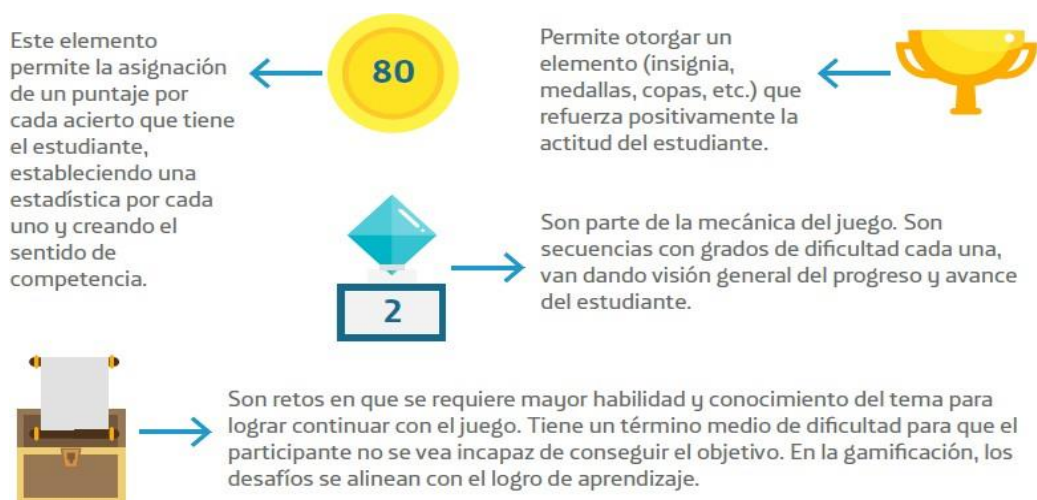 Este elemento
permite la asignación
de un puntaje por
cada acierto que tiene
el estudiante,
estableciendo una
estadística por cada
uno y creando el
sentido de
competencia.
80
Permite otorgar un
elemento (insignia,
medallas, copas, etc.) que
refuerza positivamente la
actitud del estudiante.
2
Son parte de la mecánica del juego. Son
secuencias con grados de dificultad cada una,
van dando visión general del progreso y avance
del estudiante.
Son retos en que se requiere mayor habilidad y conocimiento del tema para
lograr continuar con el juego. Tiene un término medio de dificultad para que el
participante no se vea incapaz de conseguir el objetivo. En la gamificación, los
desafíos se alinean con el logro de aprendizaje.